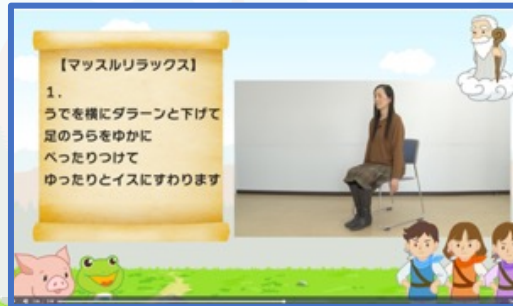 【マッスルリラックス】
1.
うでを横にダラーンと下げて
足のうらをゆかに
ぺったりつけて
ゆったりとイスにすわります